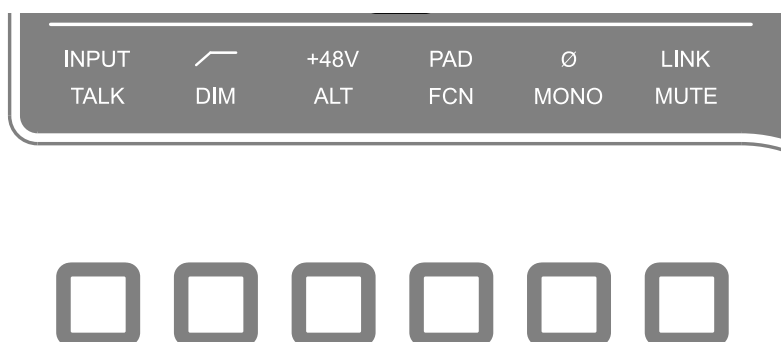 INPUT +48V PAD Ø LINK
TALK DIM ALT FCN MONO MUTE